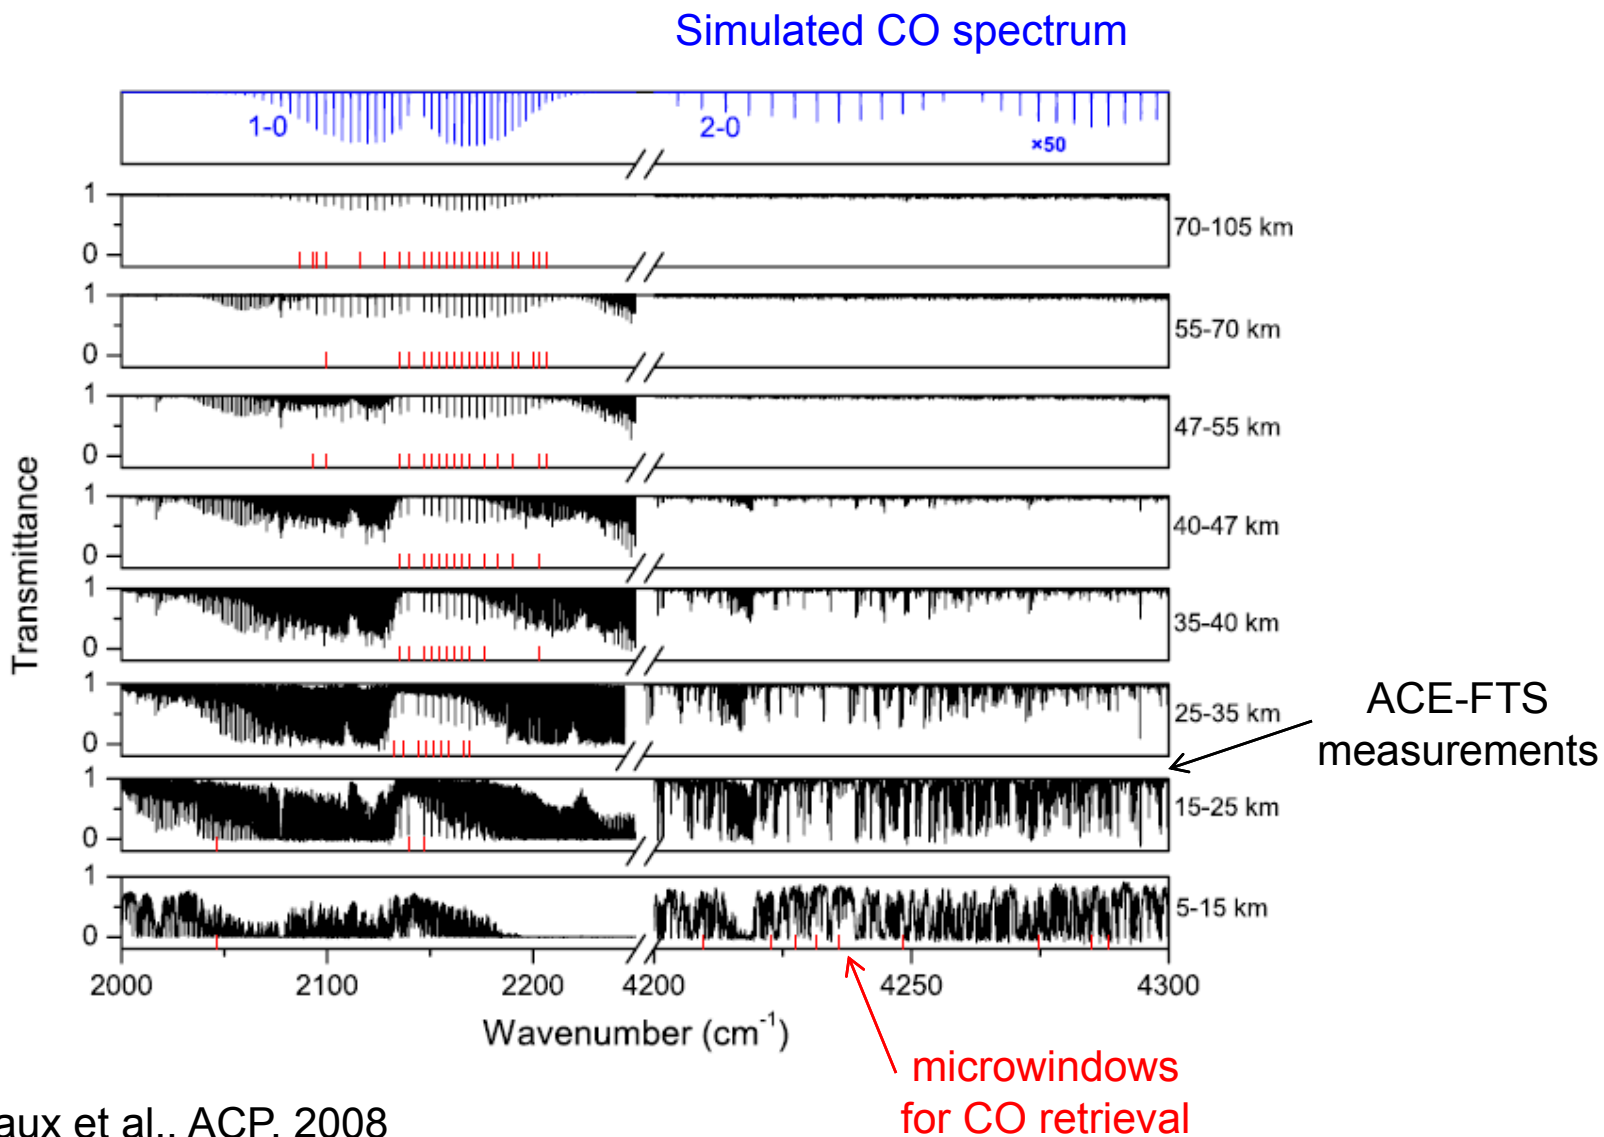 Simulated CO spectrum
1-0
2-0
×50
1
0
70-105 km
1
0
55-70 km
1
0
47-55 km
1
0
40-47 km
1
0
35-40 km
1
0
25-35 km
1
0
15-25 km
1
0
5-15 km
Transmittance
ACE-FTS
measurements
2000 2100 2200 4200 4250 4300
Wavenumber (cm⁻¹)
microwindows
for CO retrieval
aux et al., ACP, 2008